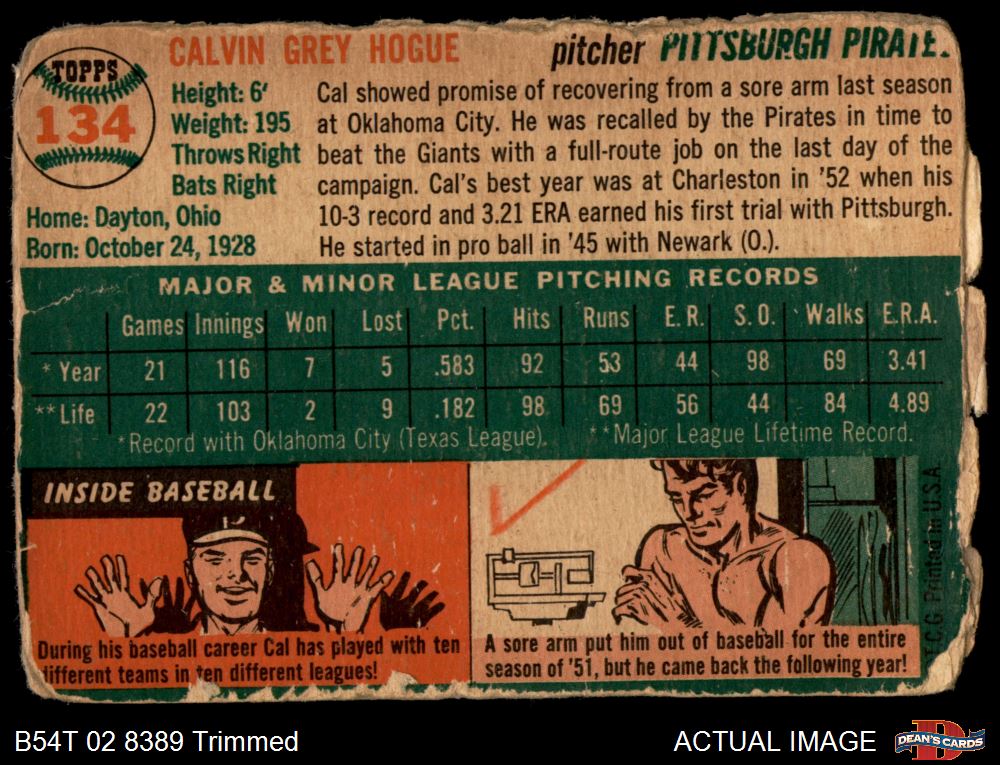 TOPPS
134
CALVIN GREY HOGUE
pitcher PITTSBURGH PIRATE.
Height: 6'
Weight: 195
Throws Right
Bats Right
Home: Dayton, Ohio
Born: October 24, 1928
Cal showed promise of recovering from a sore arm last season
at Oklahoma City. He was recalled by the Pirates in time to
beat the Giants with a full-route job on the last day of the
campaign. Cal's best year was at Charleston in '52 when his
10-3 record and 3.21 ERA earned his first trial with Pittsburgh.
He started in pro ball in '45 with Newark (O.).
MAJOR & MINOR LEAGUE PITCHING RECORDS
Games Innings Won Lost Pct. Hits Runs E. R. S. O. Walks E.R.A.
* Year 21 116 7 5 .583 92 53 44 98 69 3.41
** Life 22 103 2 9 .182 98 69 56 44 84 4.89
*Record with Oklahoma City (Texas League). **Major League Lifetime Record.
INSIDE BASEBALL
P
During his baseball career Cal has played with ten
different teams in ten different leagues!
A sore arm put him out of baseball for the entire
season of '51, but he came back the following year!
T.C.G. Printed in U.S.A.
B54T 02 8389 Trimmed
ACTUAL IMAGE
DEAN'S CARDS